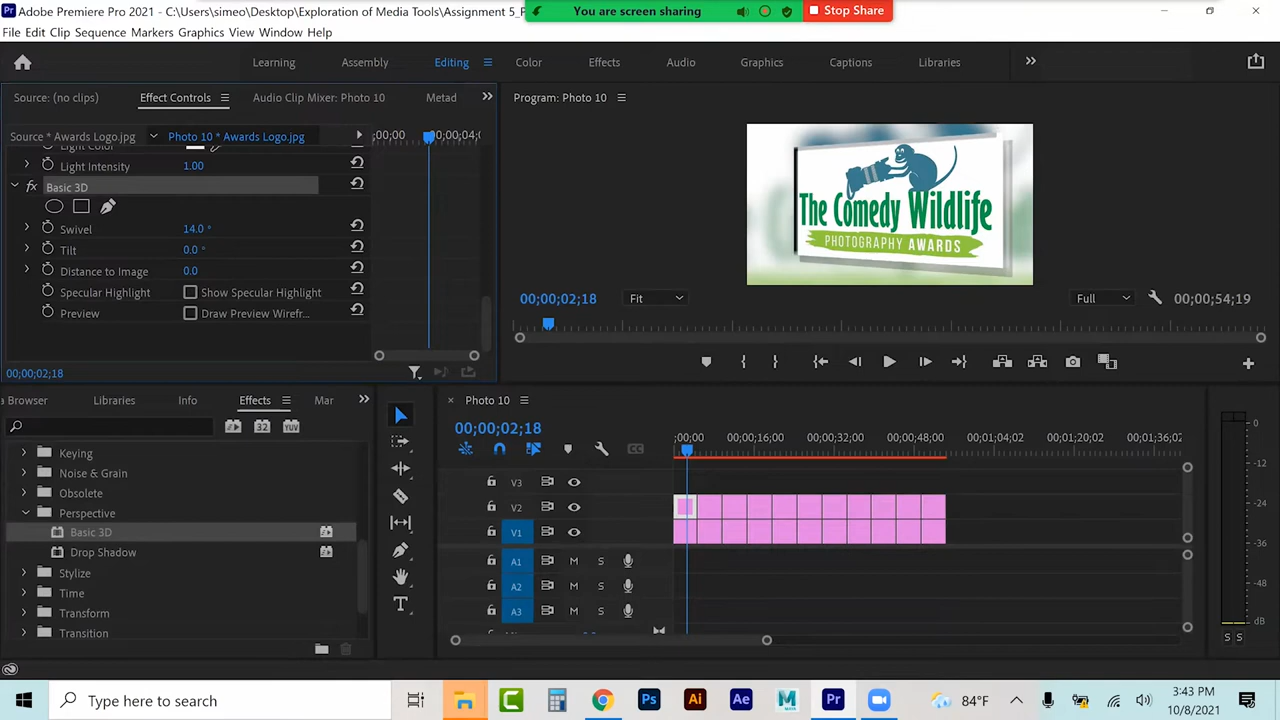 Adobe Premiere Pro 2021 - C:\Users\simeo\Desktop\Exploration of Media Tools\Assignment 5_P
You are screen sharing
Stop Share
File Edit Clip Sequence Markers Graphics View Window Help
Learning Assembly Editing Color Effects Audio Graphics Captions Libraries
Source: (no clips) Effect Controls Audio Clip Mixer: Photo 10 Metad
Program: Photo 10
Source * Awards Logo.jpg Photo 10 * Awards Logo.jpg ;00;00 00;00;04;0
Light Color
Light Intensity 1.00
fx Basic 3D
Swivel 14.0 °
Tilt 0.0 °
Distance to Image 0.0
Specular Highlight Show Specular Highlight
Preview Draw Preview Wirefr...
00;00;02;18
The Comedy Wildlife
PHOTOGRAPHY AWARDS
00;00;02;18 Fit Full 00;00;54;19
a Browser Libraries Info Effects Mar
Keying
Noise & Grain
Obsolete
Perspective
Basic 3D
Drop Shadow
Stylize
Time
Transform
Transition
Photo 10
00;00;02;18
;00;00 00;00;16;00 00;00;32;00 00;00;48;00 00;01;04;02 00;01;20;02 00;01;36;02
V3
V2
V1
A1 M S
A2 M S
A3 M S
0
-12
-24
-36
-48
dB
S S
Type here to search
Ps Ai Ae M Pr
84°F
3:43 PM
10/8/2021